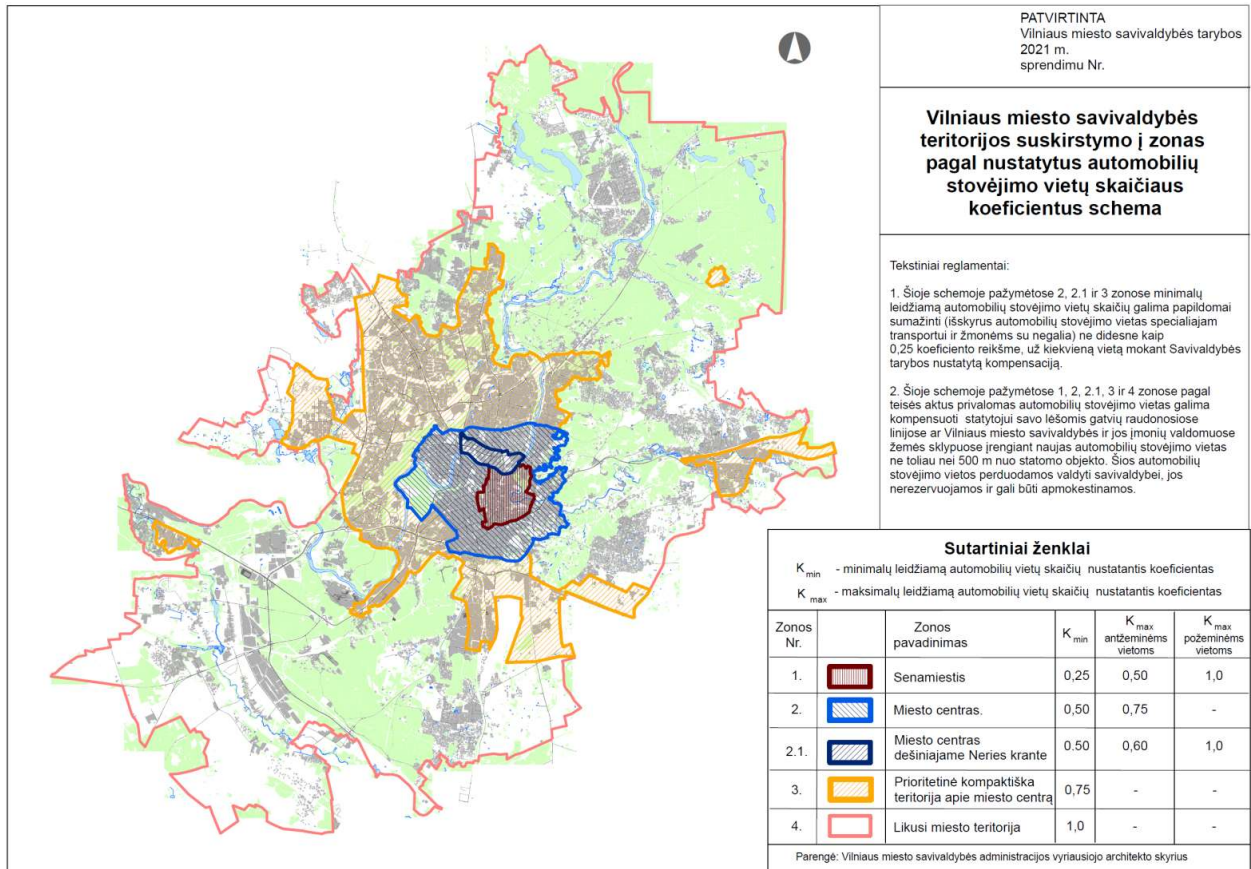 PATVIRTINTA
Vilniaus miesto savivaldybės tarybos
2021 m.
sprendimu Nr.
Vilniaus miesto savivaldybės
teritorijos suskirstymo į zonas
pagal nustatytus automobilių
stovėjimo vietų skaičiaus
koeficientus schema
Tekstiniai reglamentai:
1. Šioje schemoje pažymėtose 2, 2.1 ir 3 zonose minimalų
leidžiamą automobilių stovėjimo vietų skaičių galima papildomai
sumažinti (išskyrus automobilių stovėjimo vietas specialiajam
transportui ir žmonėms su negalia) ne didesne kaip
0,25 koeficiento reikšme, už kiekvieną vietą mokant Savivaldybės
tarybos nustatytą kompensaciją.
2. Šioje schemoje pažymėtose 1, 2, 2.1, 3 ir 4 zonose pagal
teisės aktus privalomas automobilių stovėjimo vietas galima
kompensuoti statytojui savo lėšomis gatvių raudonosiose
linijose ar Vilniaus miesto savivaldybės ir jos įmonių valdomuose
žemės sklypuose įrengiant naujas automobilių stovėjimo vietas
ne toliau nei 500 m nuo statomo objekto. Šios automobilių
stovėjimo vietos perduodamos valdyti savivaldybei, jos
nerezervuojamos ir gali būti apmokestinamos.
Sutartiniai ženklai
K min - minimalų leidžiamą automobilių vietų skaičių nustatantis koeficientas
K max - maksimalų leidžiamą automobilių vietų skaičių nustatantis koeficientas
Zonos Nr. Zonos pavadinimas K min K max antžeminėms vietoms K max požeminėms vietoms
1. Senamiestis 0,25 0,50 1,0
2. Miesto centras. 0,50 0,75 -
2.1. Miesto centras dešiniajame Neries krante 0.50 0,60 1,0
3. Prioritetinė kompaktiška teritorija apie miesto centrą 0,75 - -
4. Likusi miesto teritorija 1,0 - -
Parengė: Vilniaus miesto savivaldybės administracijos vyriausiojo architekto skyrius